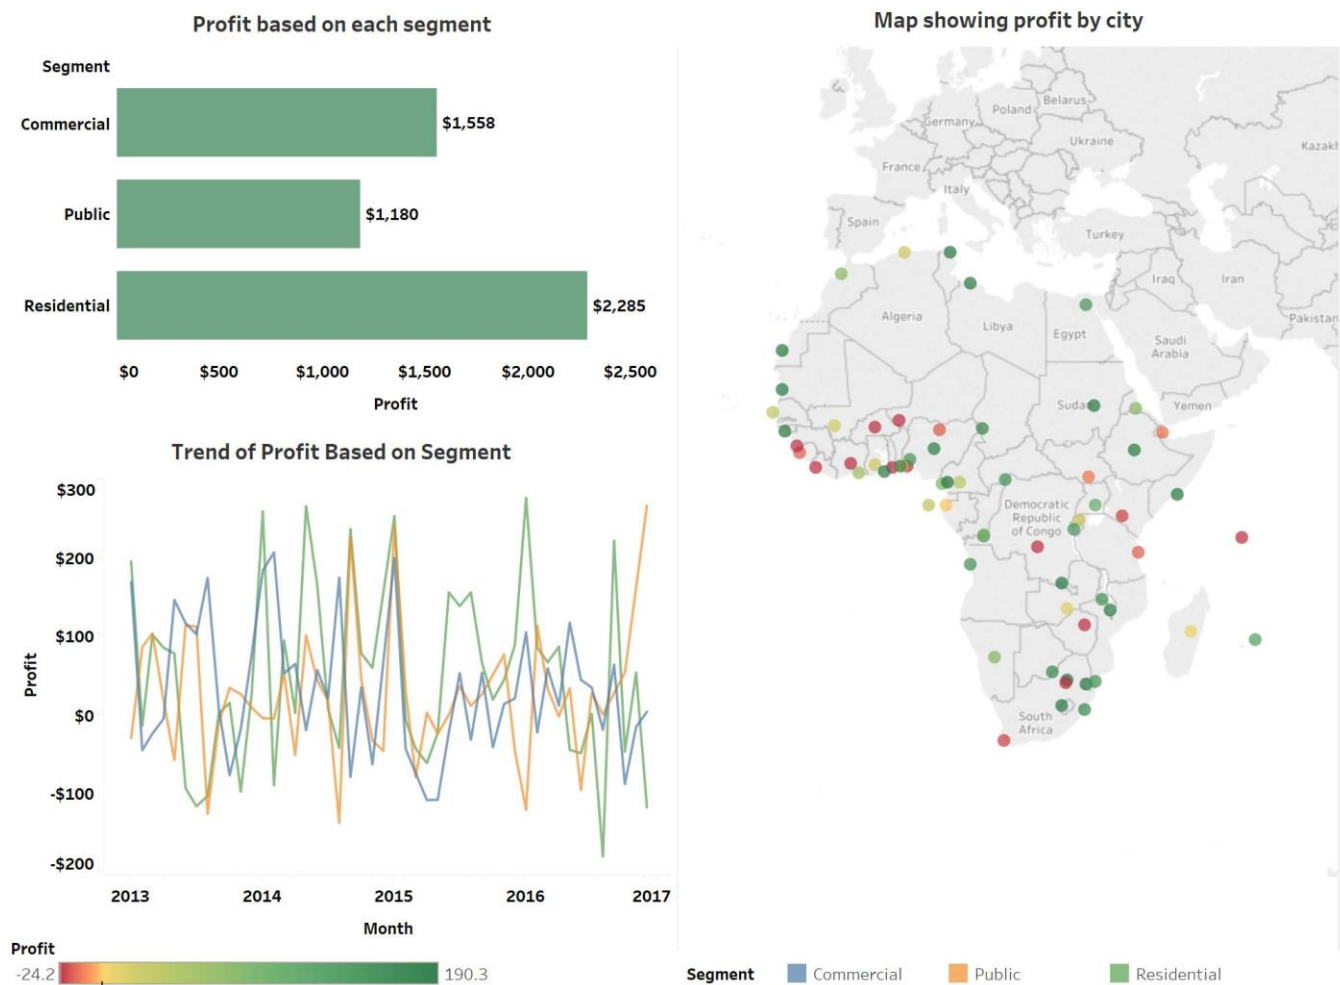 Profit based on each segment
Segment
Commercial
$1,558
Public
$1,180
Residential
$2,285
$0 $500 $1,000 $1,500 $2,000 $2,500
Profit
Trend of Profit Based on Segment
$300
$200
$100
$0
-$100
-$200
Profit
2013 2014 2015 2016 2017
Month
Profit
-24.2 190.3
Map showing profit by city
Belarus
Poland
Germany
Ukraine
Kazakh
France
Italy
Spain
Turkey
Iraq
Iran
Algeria
Libya
Egypt
Pakistan
Saudi
Arabia
Sudan
Yemen
Democratic
Republic
of Congo
South
Africa
Segment Commercial Public Residential